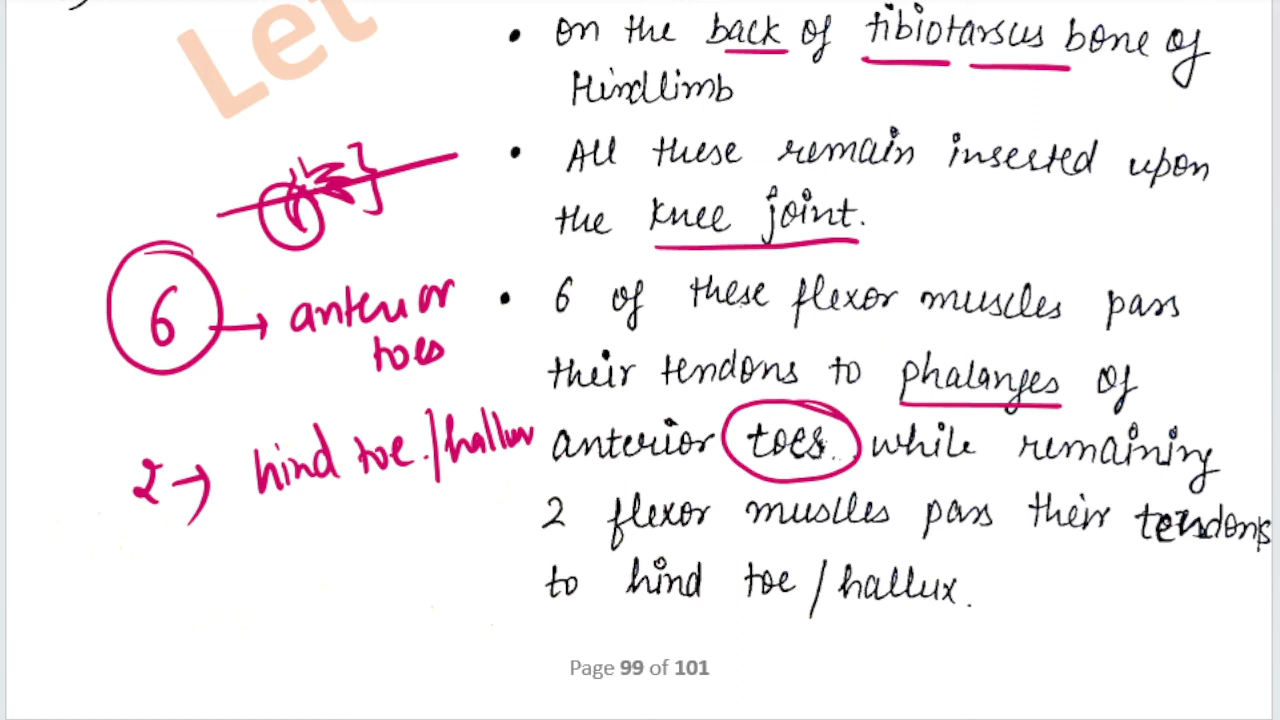 Let
• on the back of tibiotarsus bone of
Hindlimb
• All these remain inserted upon
the knee joint.
6 → anterior
toes
• 6 of these flexor muscles pass
their tendons to phalanges of
anterior toes while remaining
2 → hind toe./hallux
2 flexor muslles pass their tendons
to hind toe / hallux.
Page 99 of 101